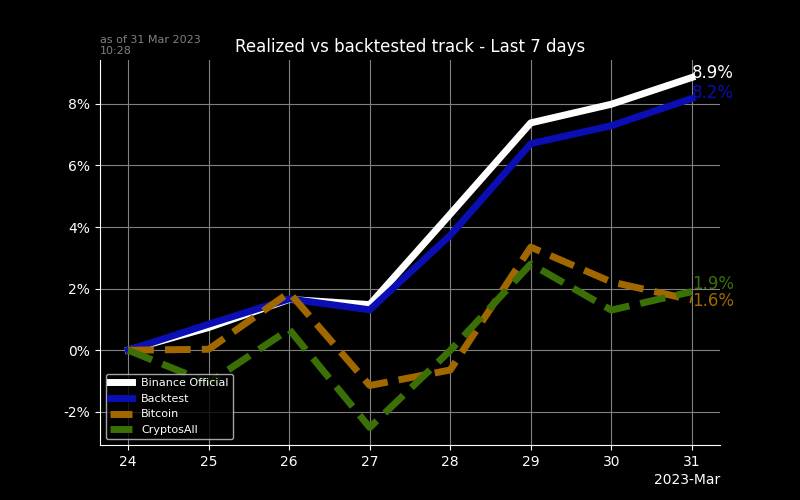 as of 31 Mar 2023
10:28
Realized vs backtested track - Last 7 days
8.9%
8.2%
8%
6%
4%
2%
0%
-2%
1.9%
1.6%
Binance Official
Backtest
Bitcoin
CryptosAll
24 25 26 27 28 29 30 31
2023-Mar